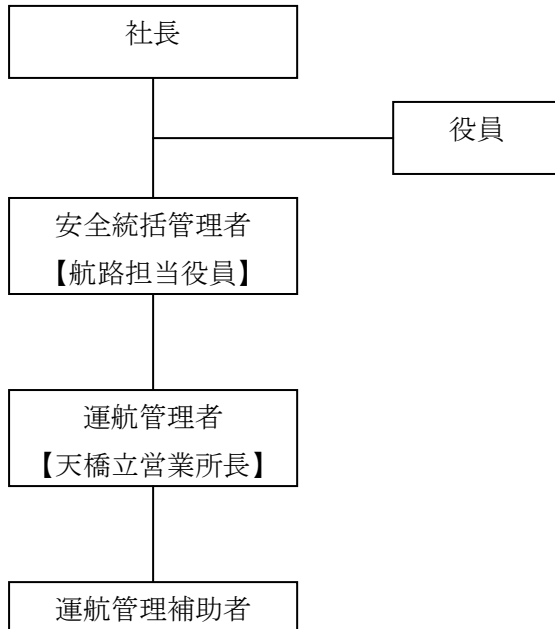 社長
役員
安全統括管理者
【航路担当役員】
運航管理者
【天橋立営業所長】
運航管理補助者